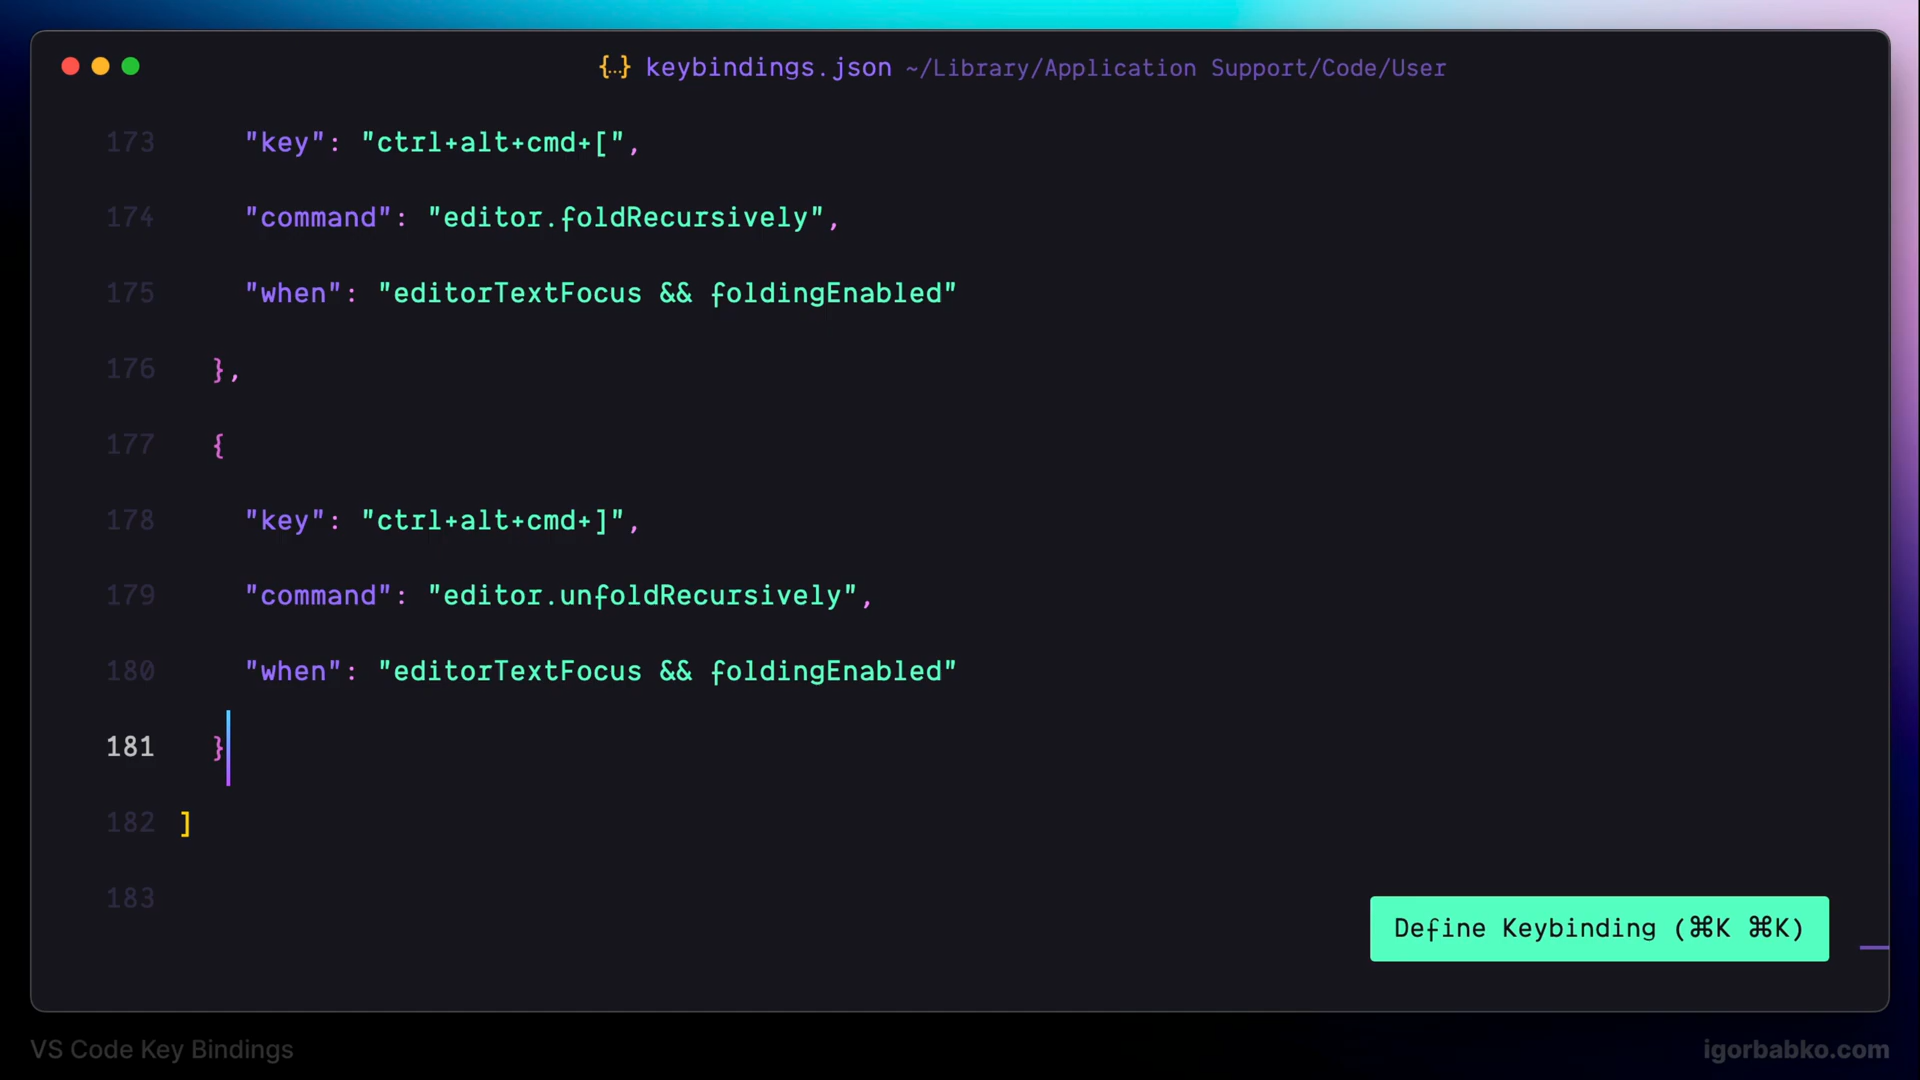 {…} keybindings.json ~/Library/Application Support/Code/User
173 "key": "ctrl+alt+cmd+[",
174 "command": "editor.foldRecursively",
175 "when": "editorTextFocus && foldingEnabled"
176 },
177 {
178 "key": "ctrl+alt+cmd+]",
179 "command": "editor.unfoldRecursively",
180 "when": "editorTextFocus && foldingEnabled"
181 }
182 ]
183
Define Keybinding (⌘K ⌘K)
VS Code Key Bindings
igorbabko.com